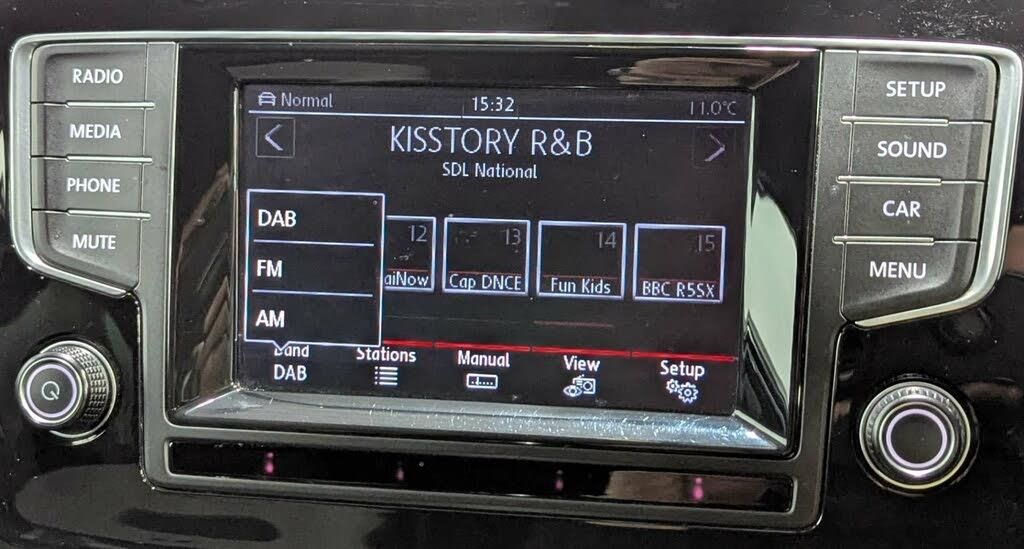 RADIO
MEDIA
PHONE
MUTE
Normal
15:32
11.0°C
KISSTORY R&B
SDL National
DAB
FM
AM
12
aiNow
13
Cap DNCE
14
Fun Kids
15
BBC R5SX
Band
DAB
Stations
Manual
View
Setup
SETUP
SOUND
CAR
MENU